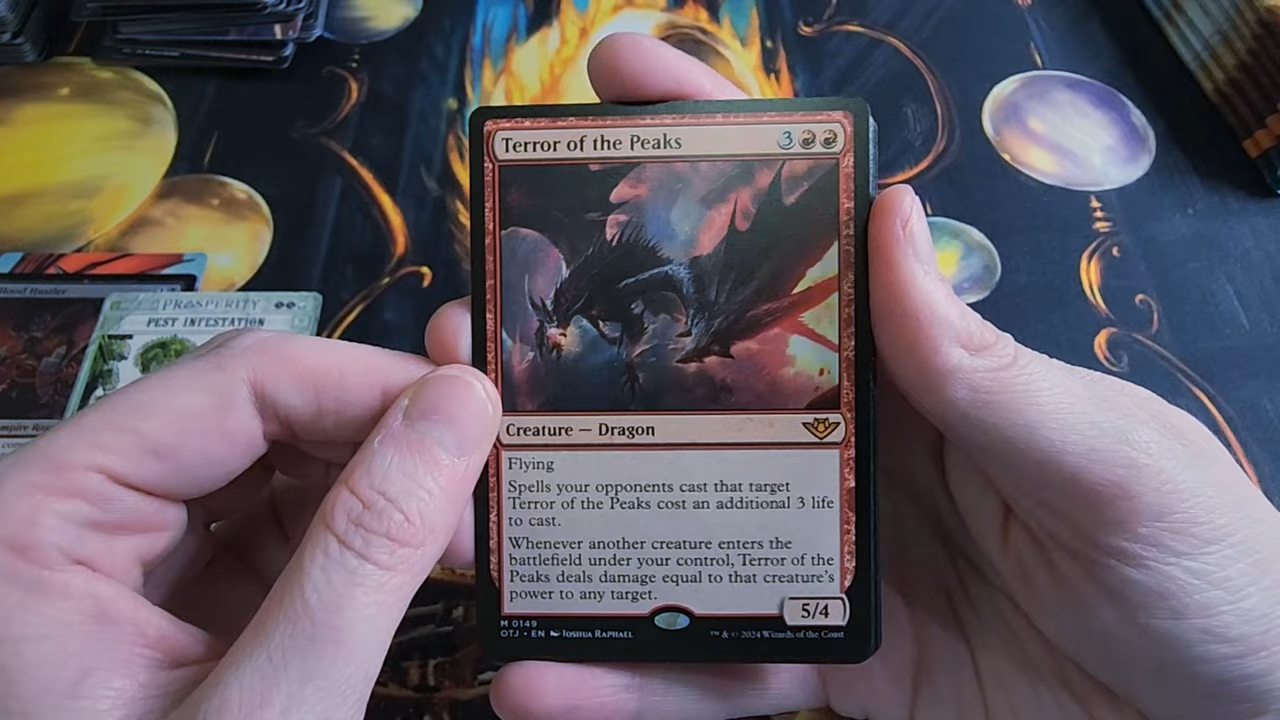 Terror of the Peaks 3
Creature — Dragon
Flying
Spells your opponents cast that target
Terror of the Peaks cost an additional 3 life
to cast.
Whenever another creature enters the
battlefield under your control, Terror of the
Peaks deals damage equal to that creature's
power to any target.
5/4
M 0149
OTJ • EN JOSHUA RAPHAEL
™ & © 2024 Wizards of the Coast
Blood Hustler
PROSPERITY
PEST INFESTATION